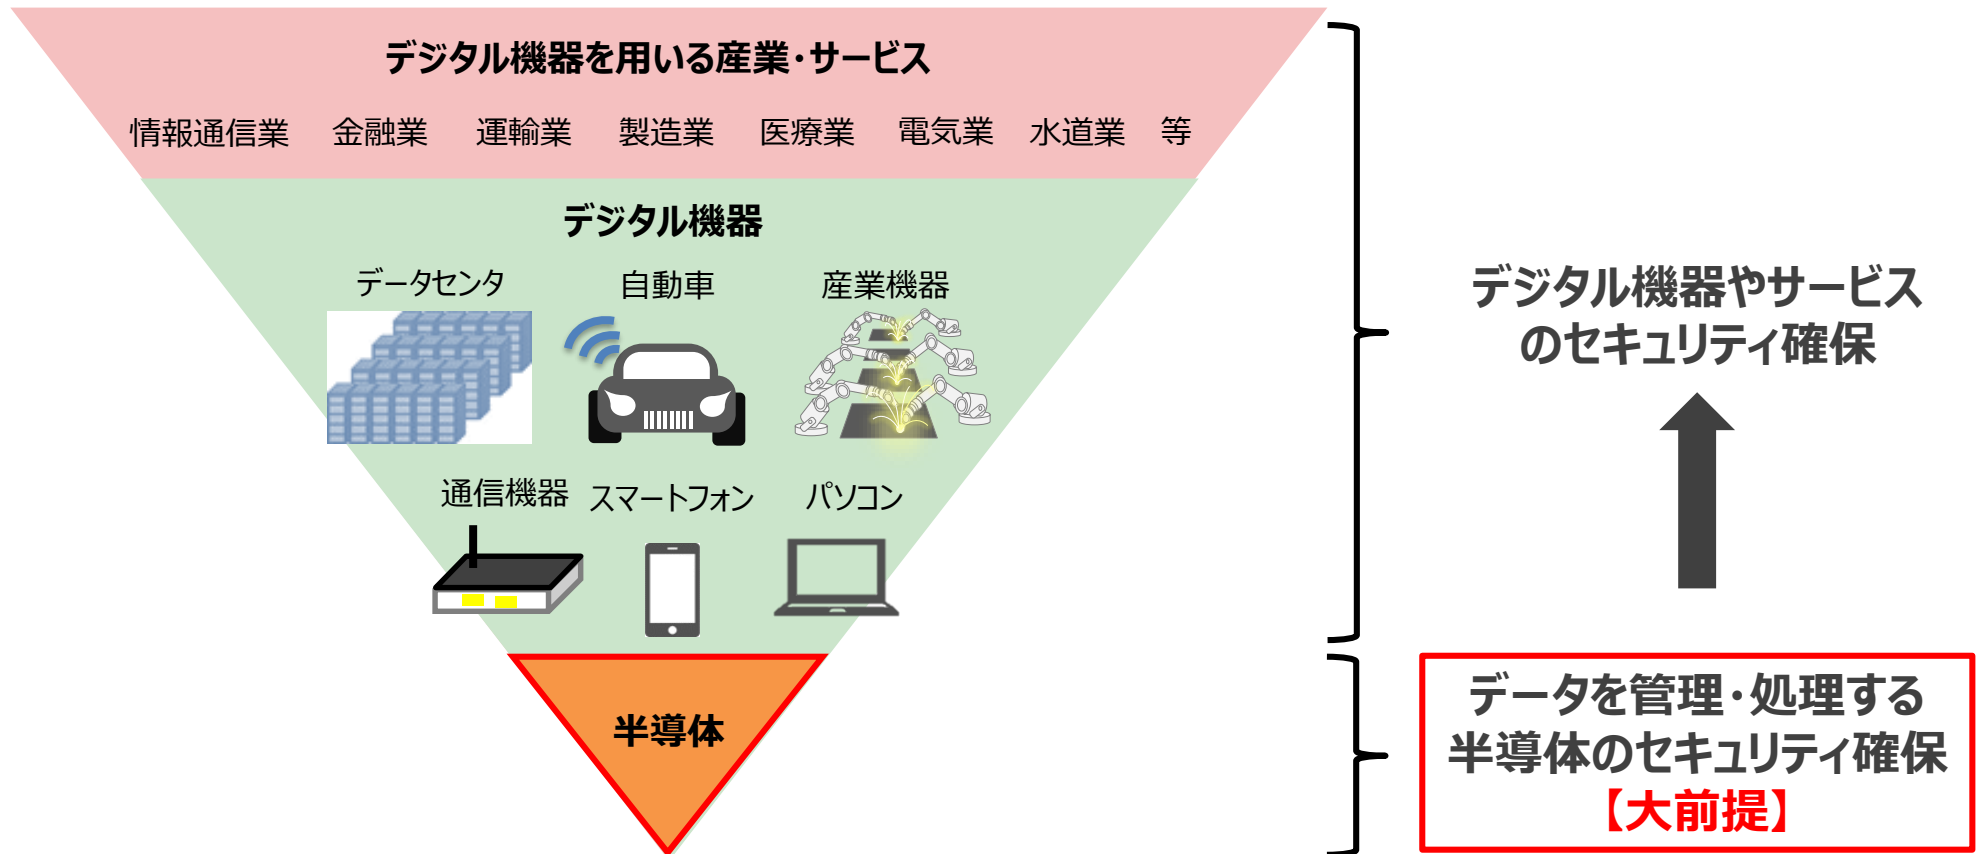 デジタル機器を用いる産業・サービス
情報通信業 金融業 運輸業 製造業 医療業 電気業 水道業 等
デジタル機器
データセンタ 自動車 産業機器
通信機器 スマートフォン パソコン
半導体
デジタル機器やサービス
のセキュリティ確保
データを管理・処理する
半導体のセキュリティ確保
【大前提】